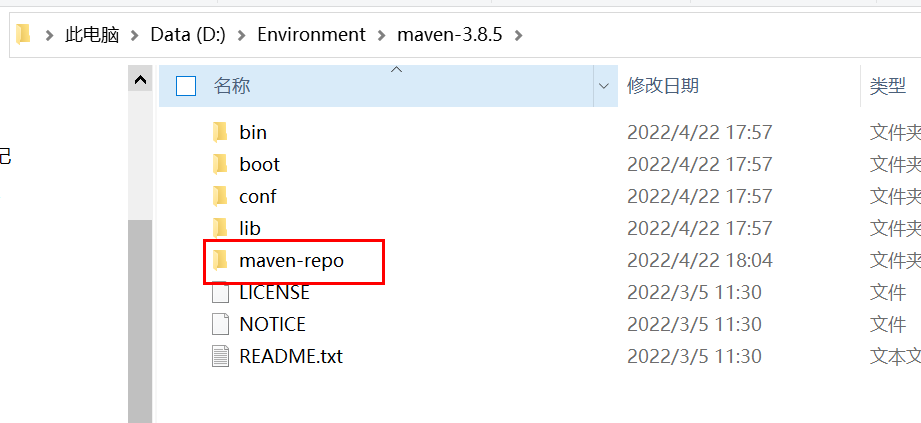 此电脑 Data (D:) Environment maven-3.8.5
名称 修改日期 类型
bin 2022/4/22 17:57 文件夹
boot 2022/4/22 17:57 文件夹
记 conf 2022/4/22 17:57 文件夹
lib 2022/4/22 17:57 文件夹
maven-repo 2022/4/22 18:04 文件夹
LICENSE 2022/3/5 11:30 文件
NOTICE 2022/3/5 11:30 文件
README.txt 2022/3/5 11:30 文本文